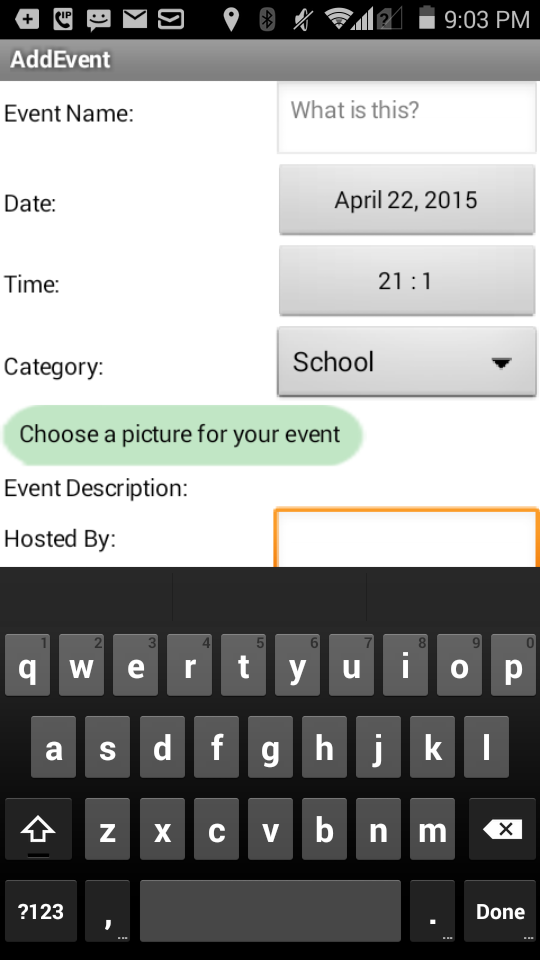 9:03 PM
AddEvent
Event Name: What is this?
Date: April 22, 2015
Time: 21 : 1
Category: School
Choose a picture for your event
Event Description:
Hosted By:
1 2 3 4 5 6 7 8 9 0
q w e r t y u i o p
a s d f g h j k l
z x c v b n m
?123 , ... . ... Done ...